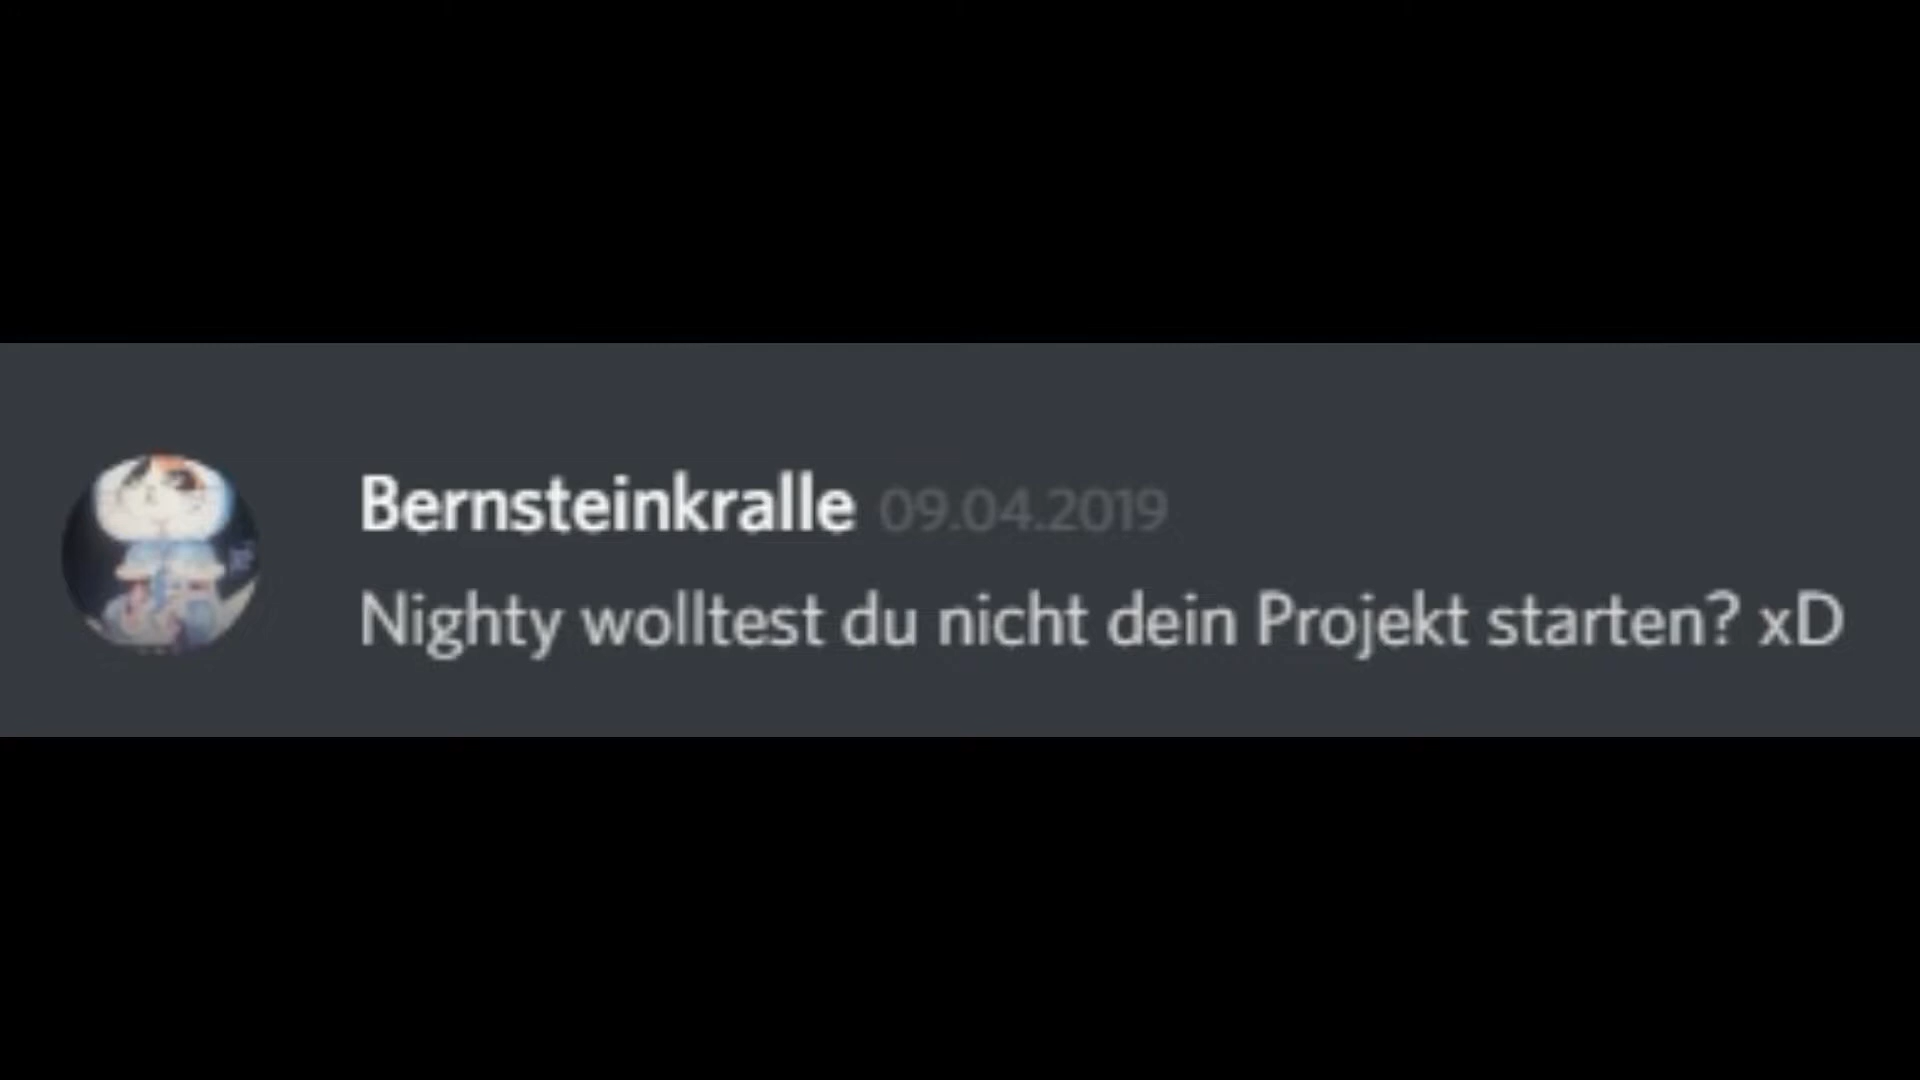 Bernsteinkralle 09.04.2019
Nighty wolltest du nicht dein Projekt starten? xD